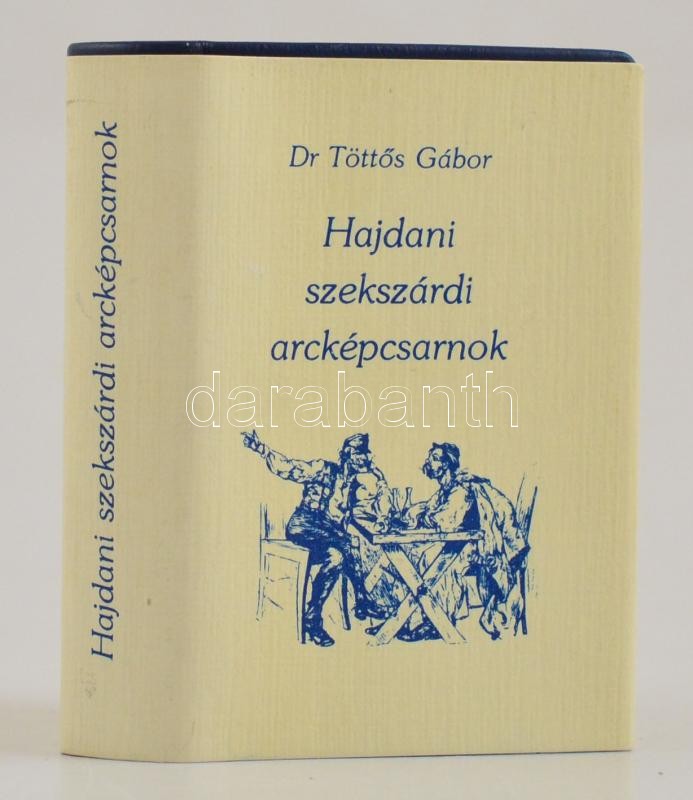 Hajdani szekszárdi arcképcsarnok
Dr Töttős Gábor
Hajdani
szekszárdi
arcképcsarnok
darabanth